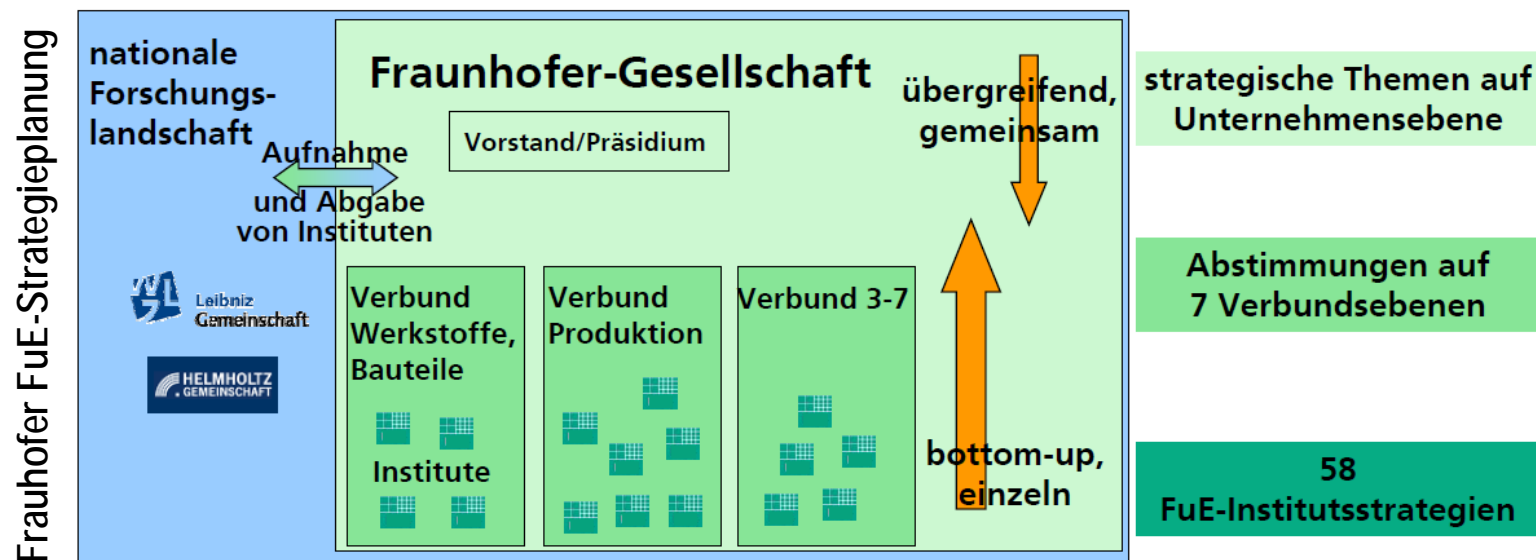 Frauhofer FuE-Strategieplanung
nationale
Forschungs-
landschaft
Aufnahme
und Abgabe
von Instituten
Leibniz
Gemeinschaft
HELMHOLTZ
GEMEINSCHAFT
Fraunhofer-Gesellschaft
Vorstand/Präsidium
übergreifend,
gemeinsam
Verbund
Werkstoffe,
Bauteile
Institute
Verbund
Produktion
Verbund 3-7
bottom-up,
einzeln
strategische Themen auf
Unternehmensebene
Abstimmungen auf
7 Verbundsebenen
58
FuE-Institutsstrategien